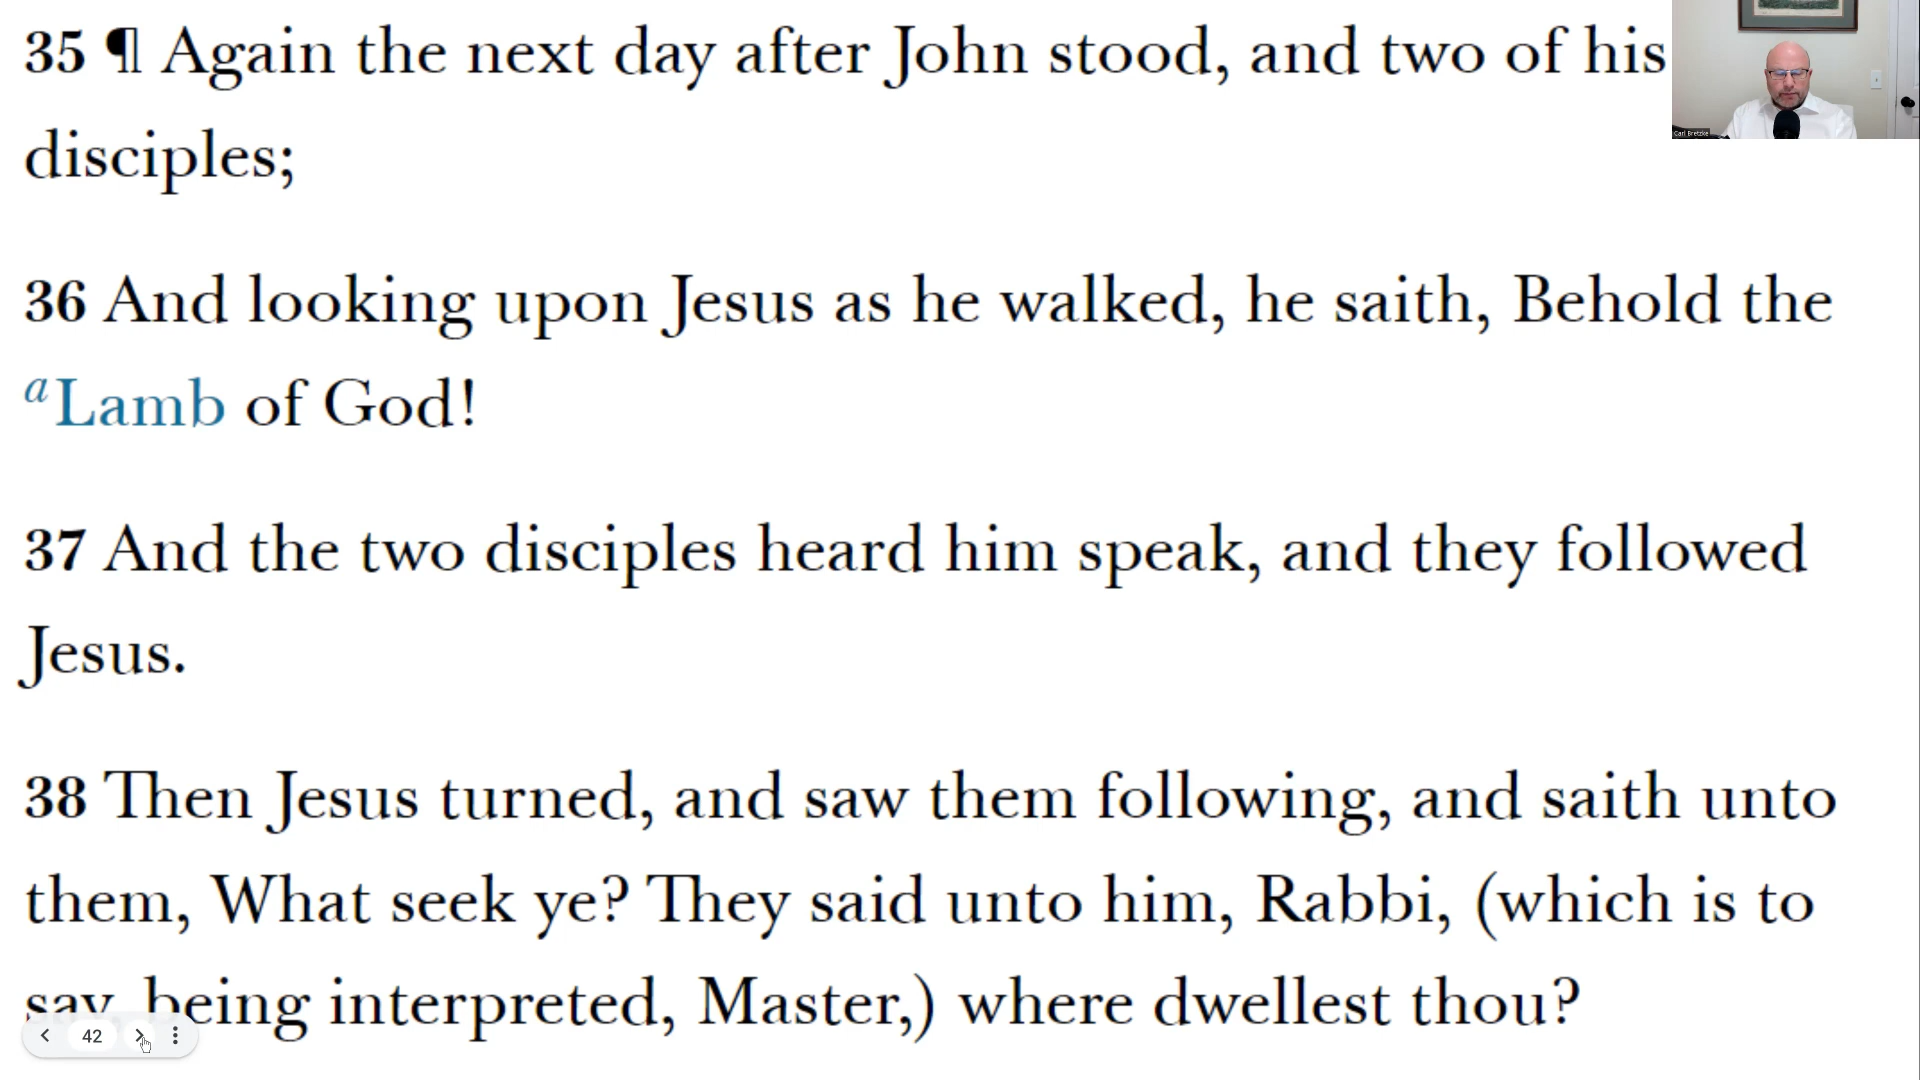 35 ¶ Again the next day after John stood, and two of his
disciples;
36 And looking upon Jesus as he walked, he saith, Behold the
a Lamb of God!
37 And the two disciples heard him speak, and they followed
Jesus.
38 Then Jesus turned, and saw them following, and saith unto
them, What seek ye? They said unto him, Rabbi, (which is to
say, being interpreted, Master,) where dwellest thou?
42
Carl Bretzke